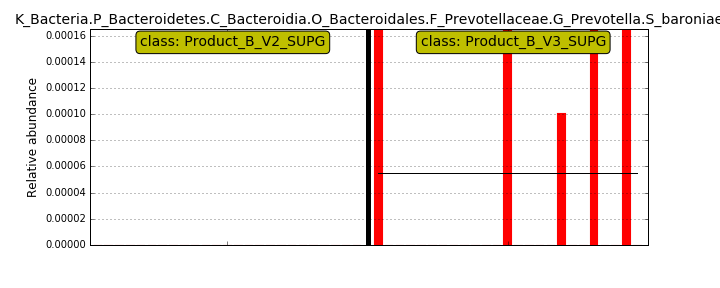 K_Bacteria.P_Bacteroidetes.C_Bacteroidia.O_Bacteroidales.F_Prevotellaceae.G_Prevotella.S_baroniae
class: Product_B_V2_SUPG
class: Product_B_V3_SUPG
0.00016
0.00014
0.00012
0.00010
0.00008
0.00006
0.00004
0.00002
0.00000
Relative abundance